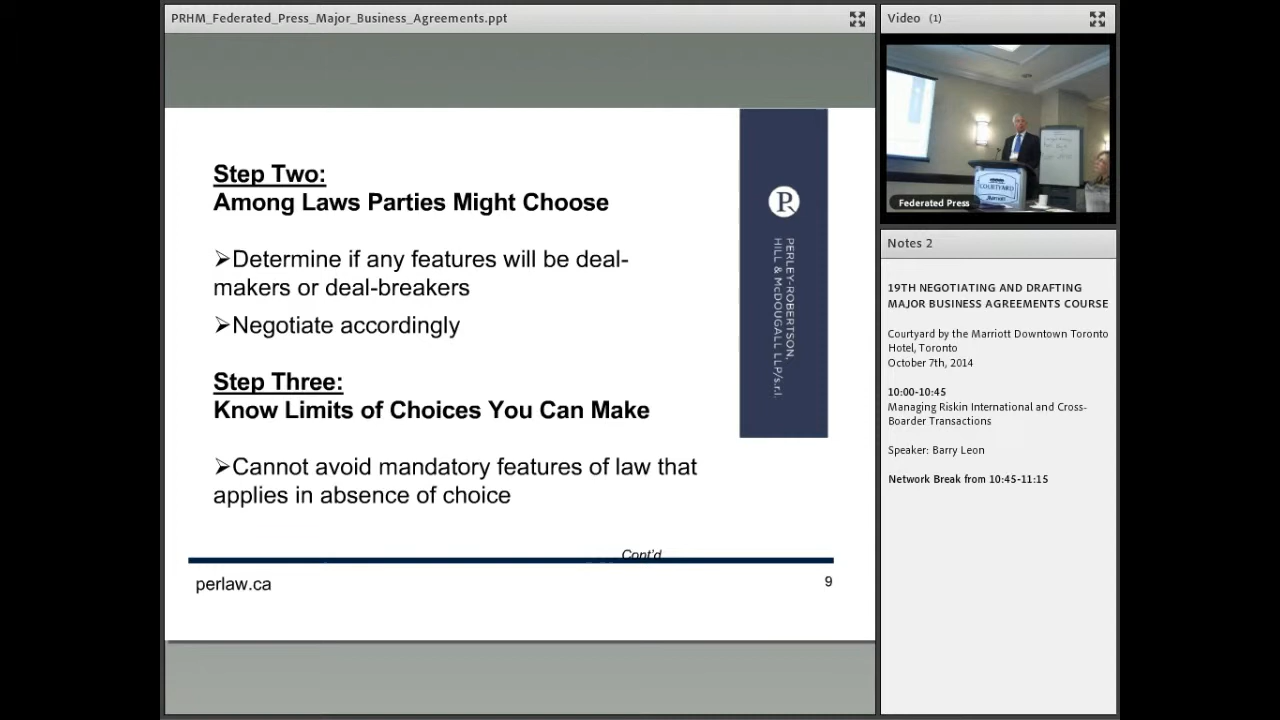 PRHM_Federated_Press_Major_Business_Agreements.ppt
Step Two:
Among Laws Parties Might Choose
➢Determine if any features will be deal-
makers or deal-breakers
➢Negotiate accordingly
Step Three:
Know Limits of Choices You Can Make
➢Cannot avoid mandatory features of law that
applies in absence of choice
Cont'd
perlaw.ca
9
PERLEY-ROBERTSON,
HILL & McDOUGALL LLP/s.r.l.
Video (1)
COURTYARD
Marriott
Federated Press
Notes 2
19TH NEGOTIATING AND DRAFTING
MAJOR BUSINESS AGREEMENTS COURSE
Courtyard by the Marriott Downtown Toronto
Hotel, Toronto
October 7th, 2014
10:00-10:45
Managing Riskin International and Cross-
Boarder Transactions
Speaker: Barry Leon
Network Break from 10:45-11:15